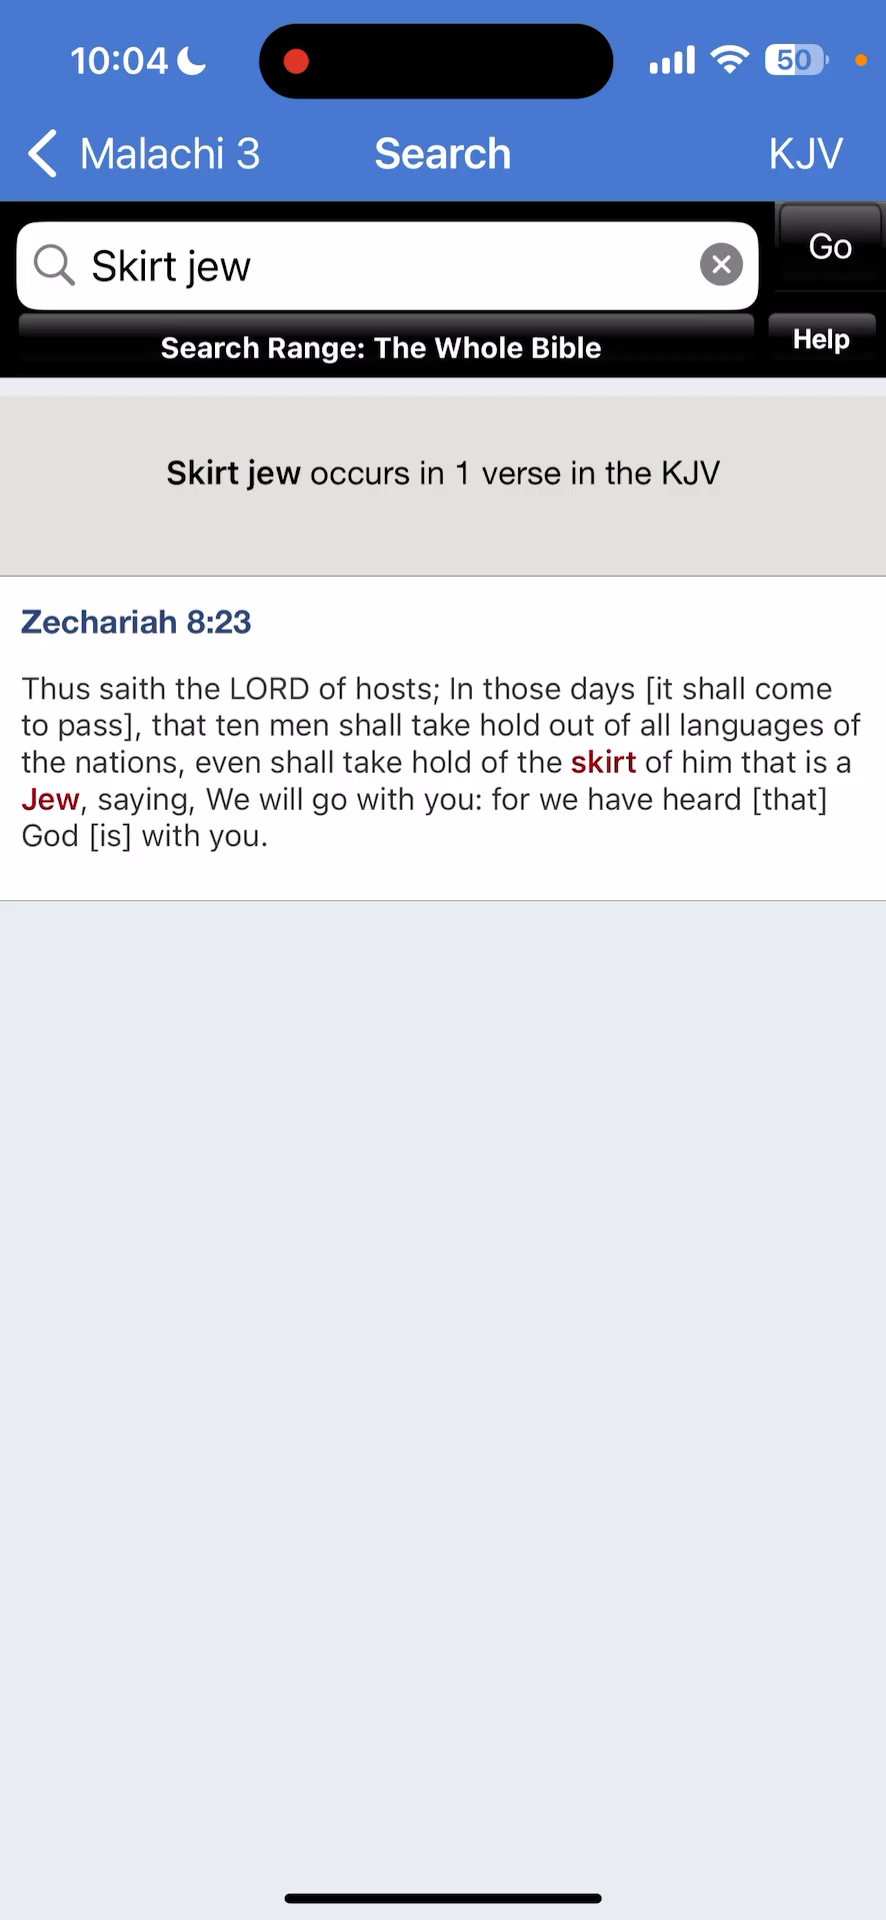 10:04
50
Malachi 3
Search
KJV
Skirt jew
Go
Search Range: The Whole Bible
Help
Skirt jew occurs in 1 verse in the KJV
Zechariah 8:23
Thus saith the LORD of hosts; In those days [it shall come
to pass], that ten men shall take hold out of all languages of
the nations, even shall take hold of the skirt of him that is a
Jew, saying, We will go with you: for we have heard [that]
God [is] with you.